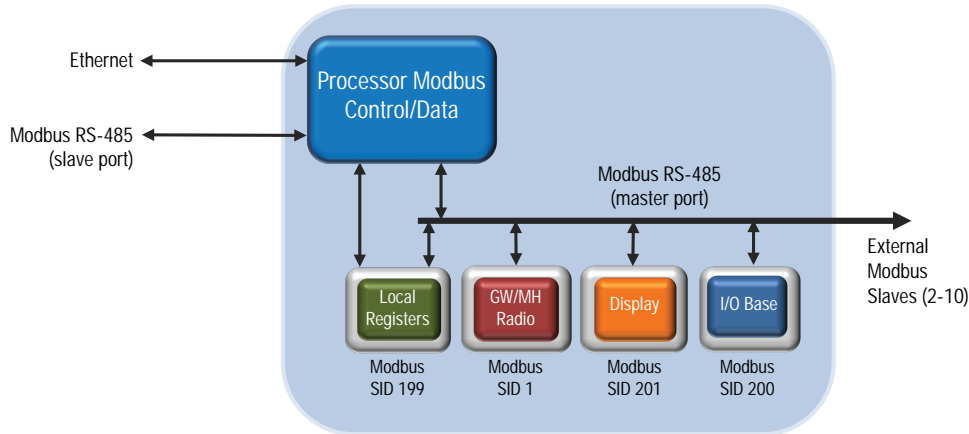 Ethernet
Modbus RS-485
(slave port)
Processor Modbus
Control/Data
Modbus RS-485
(master port)
External
Modbus
Slaves (2-10)
Local
Registers
GW/MH
Radio
Display
I/O Base
Modbus
SID 199
Modbus
SID 1
Modbus
SID 201
Modbus
SID 200